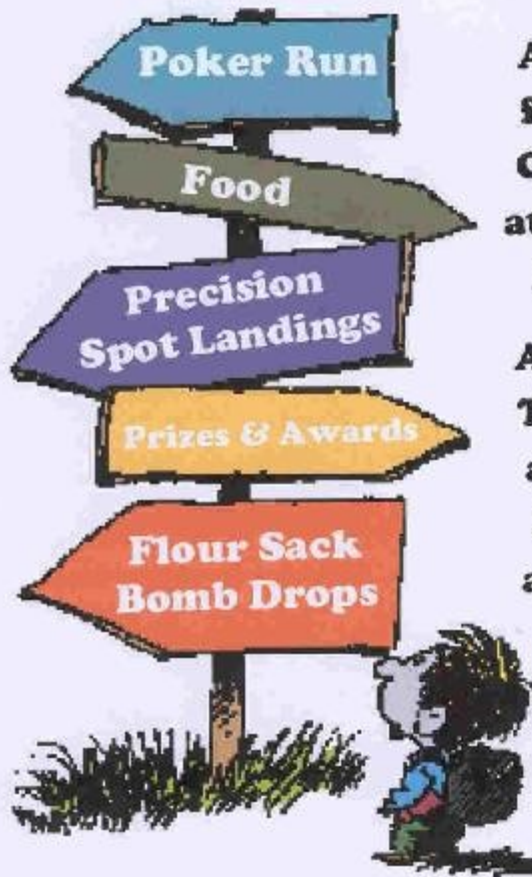 Poker Run
Food
Precision
Spot Landings
Prizes & Awards
Flour Sack
Bomb Drops